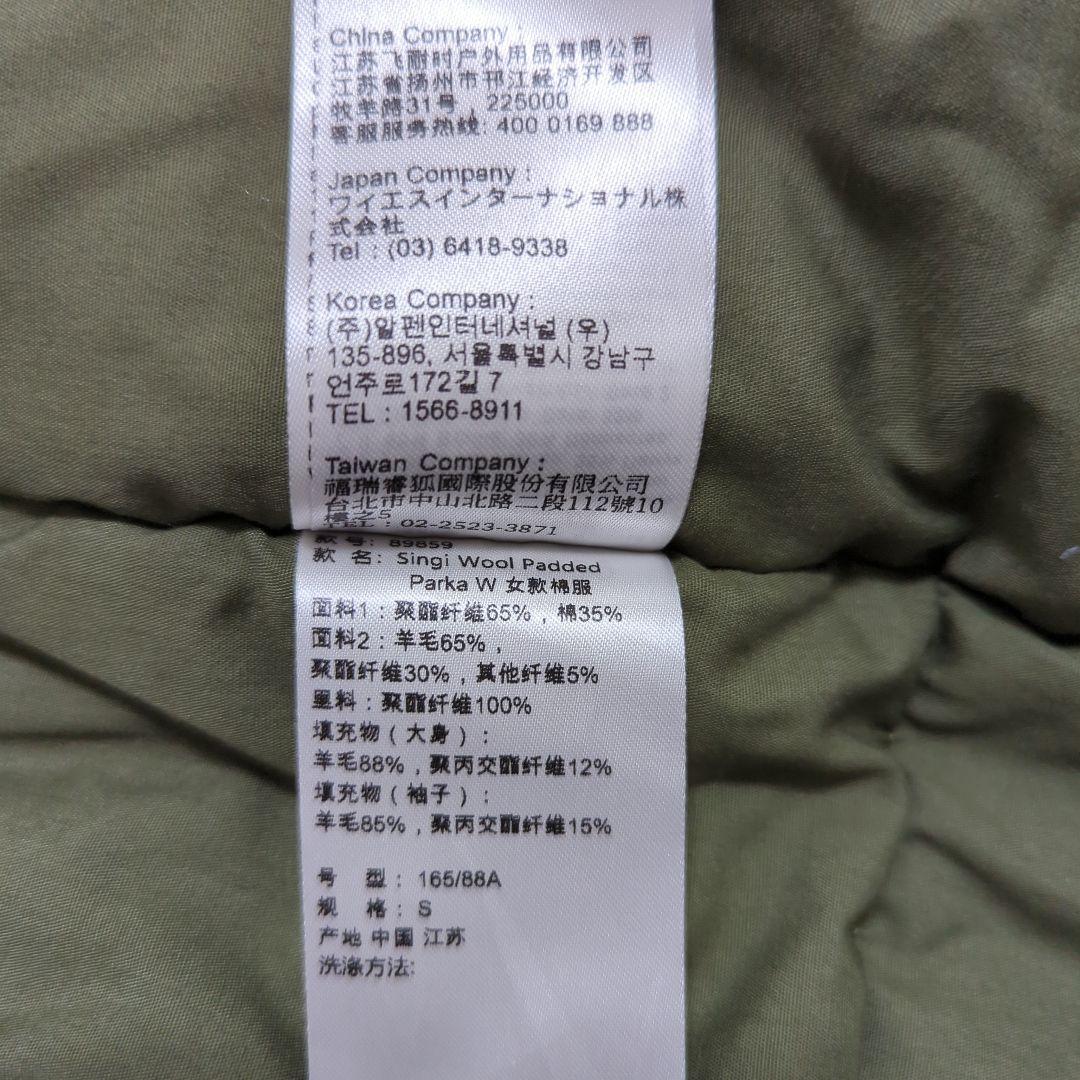 China Company :
江苏飞耐时户外用品有限公司
江苏省扬州市邗江经济开发区
牧羊路31号，225000
客服服务热线: 400 0169 888
Japan Company :
ワイエスインターナショナル株
式会社
Tel : (03) 6418-9338
Korea Company :
(주)알펜인터네셔널 (우)
135-896, 서울특별시 강남구
언주로172길 7
TEL : 1566-8911
Taiwan Company :
福瑞睿狐國際股份有限公司
台北市中山北路二段112號10
樓之5
TEL: 02-2523-3871
款 号: 89859
款 名: Singi Wool Padded
Parka W 女款棉服
面料1：聚酯纤维65%，棉35%
面料2：羊毛65%，
聚酯纤维30%，其他纤维5%
里料：聚酯纤维100%
填充物（大身）:
羊毛88%，聚丙交酯纤维12%
填充物（袖子）:
羊毛85%，聚丙交酯纤维15%
号 型：165/88A
规 格：S
产地 中国 江苏
洗涤方法: